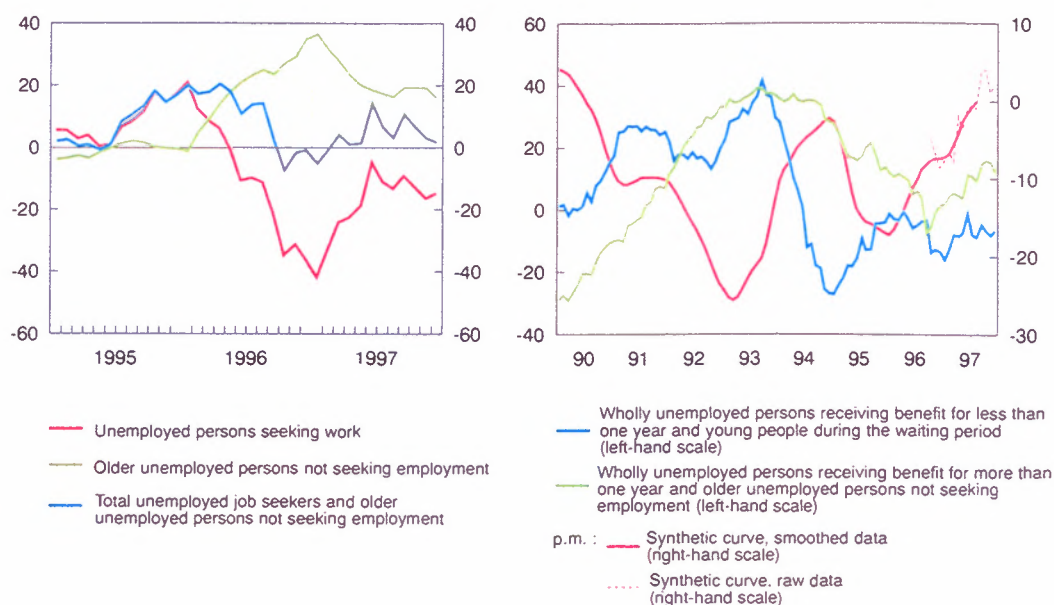 40
20
0
-20
-40
-60
40
20
0
-20
-40
-60
1995 1996 1997
Unemployed persons seeking work
Older unemployed persons not seeking employment
Total unemployed job seekers and older
unemployed persons not seeking employment
60
40
20
0
-20
-40
10
0
-10
-20
-30
90 91 92 93 94 95 96 97
Wholly unemployed persons receiving benefit for less than
one year and young people during the waiting period
(left-hand scale)
Wholly unemployed persons receiving benefit for more than
one year and older unemployed persons not seeking
employment (left-hand scale)
p.m. : Synthetic curve, smoothed data
(right-hand scale)
Synthetic curve, raw data
(right-hand scale)